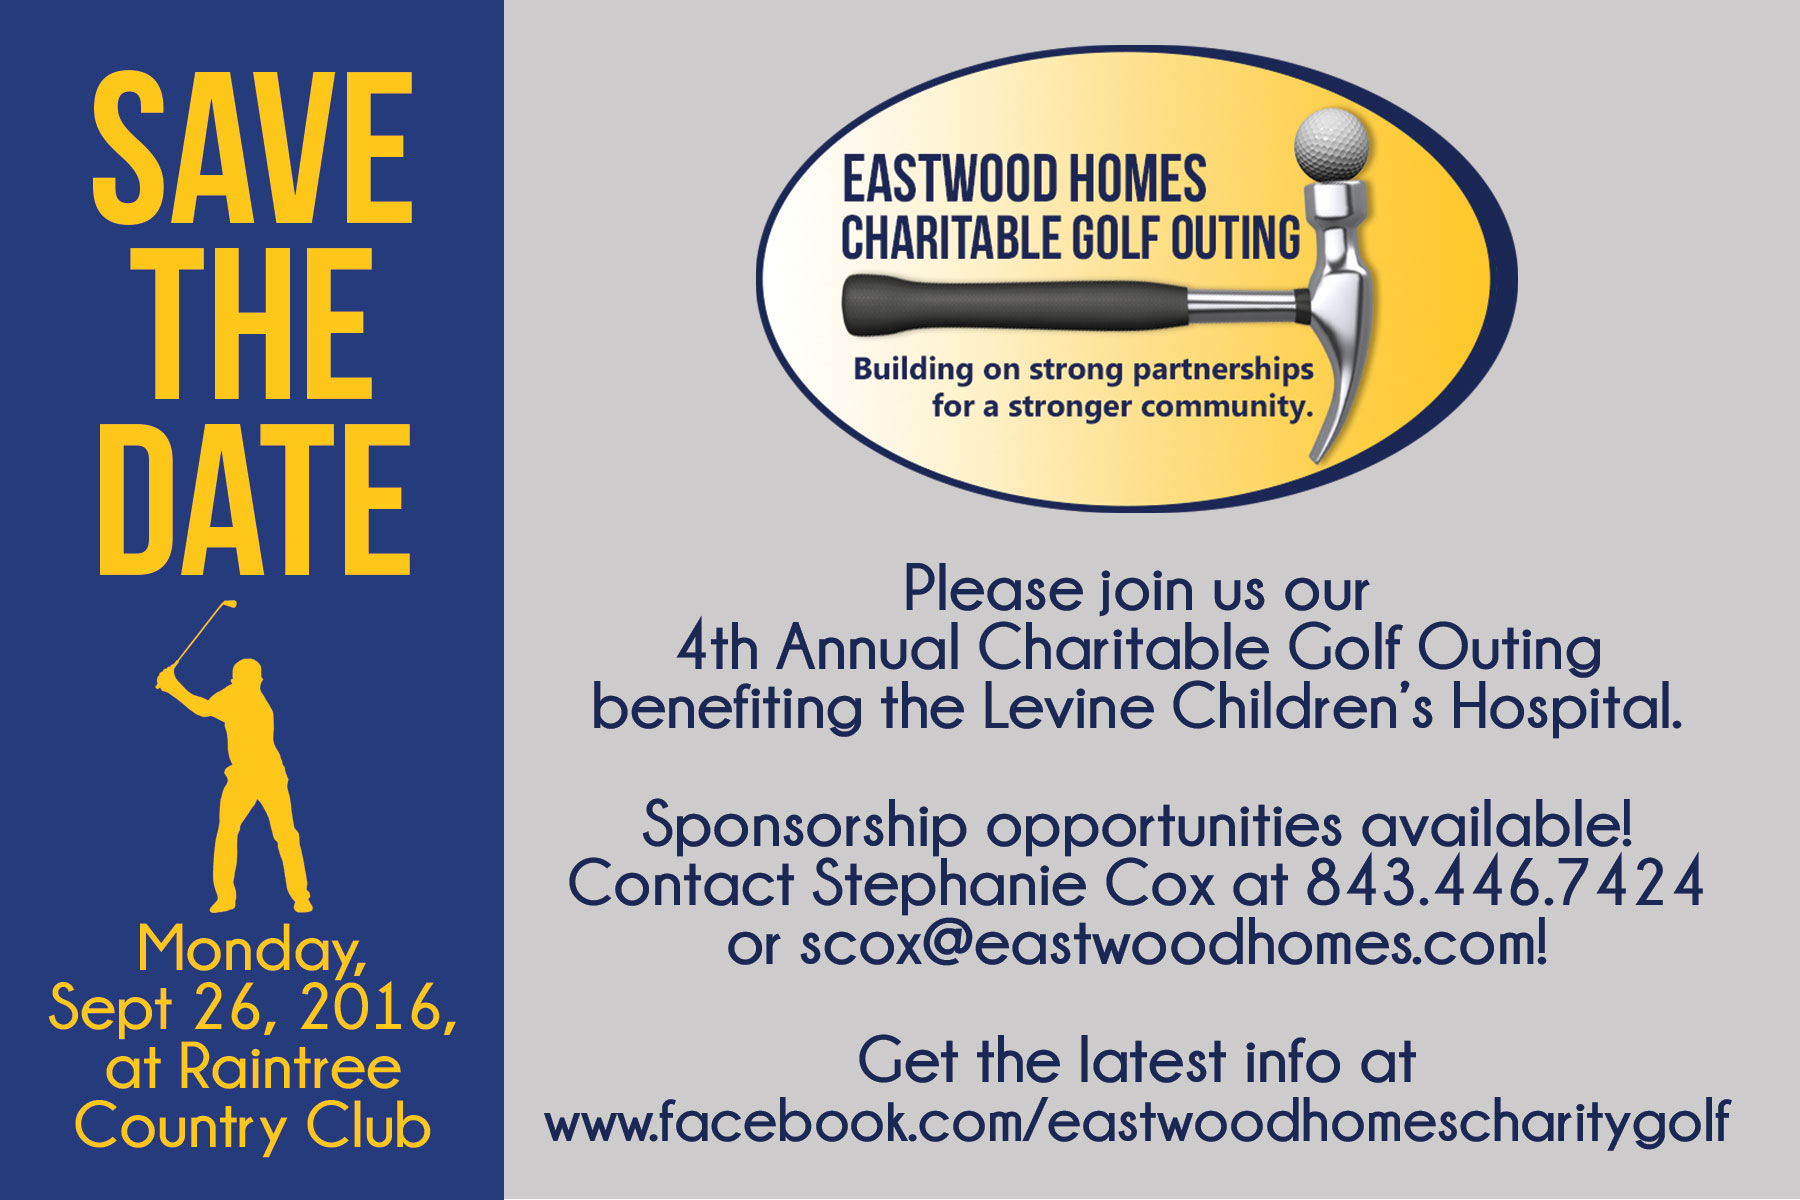 SAVE
THE
DATE
Monday,
Sept 26, 2016,
at Raintree
Country Club
EASTWOOD HOMES
CHARITABLE GOLF OUTING
Building on strong partnerships
for a stronger community.
Please join us our
4th Annual Charitable Golf Outing
benefiting the Levine Children's Hospital.
Sponsorship opportunities available!
Contact Stephanie Cox at 843.446.7424
or scox@eastwoodhomes.com!
Get the latest info at
www.facebook.com/eastwoodhomescharitygolf